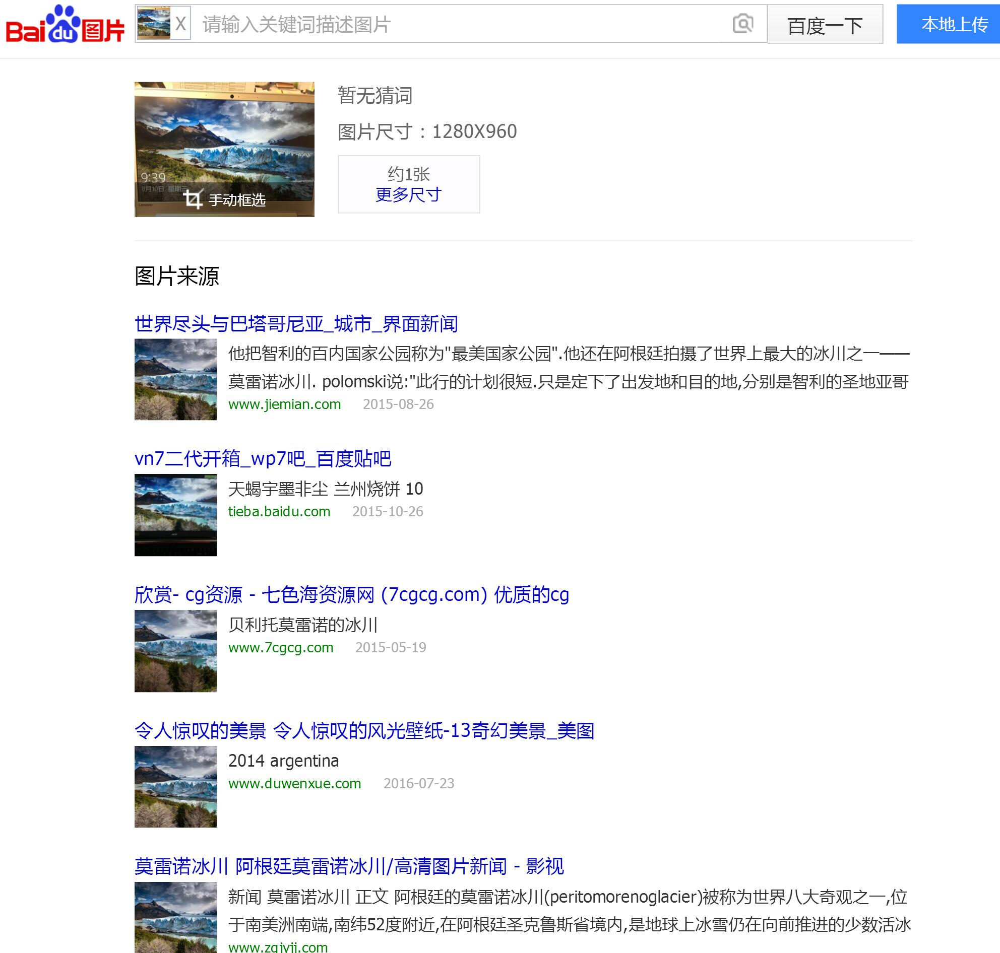 Bai du 图片
X 请输入关键词描述图片
百度一下
本地上传
暂无猜词
图片尺寸：1280X960
约1张
更多尺寸
9:39
8月10日, 星期三
手动框选
Lenovo
图片来源
世界尽头与巴塔哥尼亚_城市_界面新闻
他把智利的百内国家公园称为"最美国家公园".他还在阿根廷拍摄了世界上最大的冰川之一——
莫雷诺冰川. polomski说:"此行的计划很短.只是定下了出发地和目的地,分别是智利的圣地亚哥
www.jiemian.com 2015-08-26
vn7二代开箱_wp7吧_百度贴吧
天蝎宇墨非尘 兰州烧饼 10
tieba.baidu.com 2015-10-26
欣赏- cg资源 - 七色海资源网 (7cgcg.com) 优质的cg
贝利托莫雷诺的冰川
www.7cgcg.com 2015-05-19
令人惊叹的美景 令人惊叹的风光壁纸-13奇幻美景_美图
2014 argentina
www.duwenxue.com 2016-07-23
莫雷诺冰川 阿根廷莫雷诺冰川/高清图片新闻 - 影视
新闻 莫雷诺冰川 正文 阿根廷的莫雷诺冰川(peritomorenoglacier)被称为世界八大奇观之一,位
于南美洲南端,南纬52度附近,在阿根廷圣克鲁斯省境内,是地球上冰雪仍在向前推进的少数活冰
www.zgjyjj.com